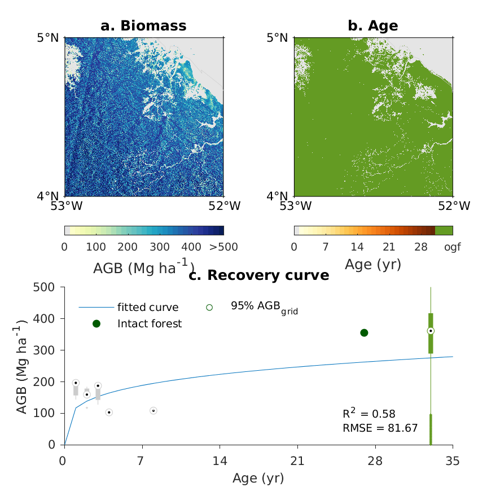 a. Biomass
b. Age
5°N
5°N
4°N
4°N
53°W
52°W
53°W
52°W
0 100 200 300 400 >500
0 7 14 21 28 ogf
AGB (Mg ha-1)
Age (yr)
c. Recovery curve
500
400
300
200
100
0
AGB (Mg ha-1)
fitted curve
95% AGBgrid
Intact forest
R2 = 0.58
RMSE = 81.67
0 7 14 21 28 35
Age (yr)